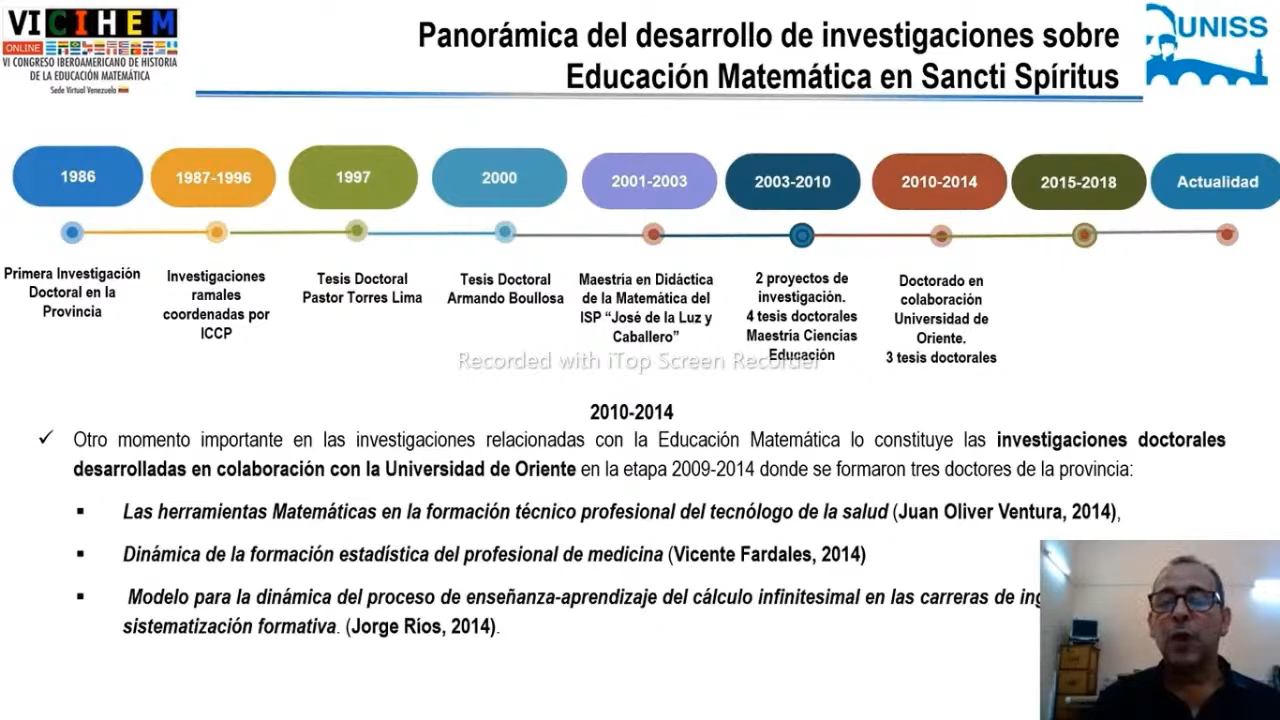 VI CIHEM
ONLINE
VI CONGRESO IBEROAMERICANO DE HISTORIA
DE LA EDUCACIÓN MATEMÁTICA
Sede Virtual Venezuela
Panorámica del desarrollo de investigaciones sobre
Educación Matemática en Sancti Spíritus
UNISS
1986
1987-1996
1997
2000
2001-2003
2003-2010
2010-2014
2015-2018
Actualidad
Primera Investigación
Doctoral en la
Provincia
Investigaciones
ramales
coordenadas por
ICCP
Tesis Doctoral
Pastor Torres Lima
Tesis Doctoral
Armando Boullosa
Maestría en Didáctica
de la Matemática del
ISP “José de la Luz y
Caballero”
2 proyectos de
investigación.
4 tesis doctorales
Maestría Ciencias
Educación
Doctorado en
colaboración
Universidad de
Oriente.
3 tesis doctorales
Recorded with iTop Screen Recorder
2010-2014
✓ Otro momento importante en las investigaciones relacionadas con la Educación Matemática lo constituye las investigaciones doctorales
desarrolladas en colaboración con la Universidad de Oriente en la etapa 2009-2014 donde se formaron tres doctores de la provincia:
▪ Las herramientas Matemáticas en la formación técnico profesional del tecnólogo de la salud (Juan Oliver Ventura, 2014),
▪ Dinámica de la formación estadística del profesional de medicina (Vicente Fardales, 2014)
▪ Modelo para la dinámica del proceso de enseñanza-aprendizaje del cálculo infinitesimal en las carreras de
sistematización formativa. (Jorge Ríos, 2014).